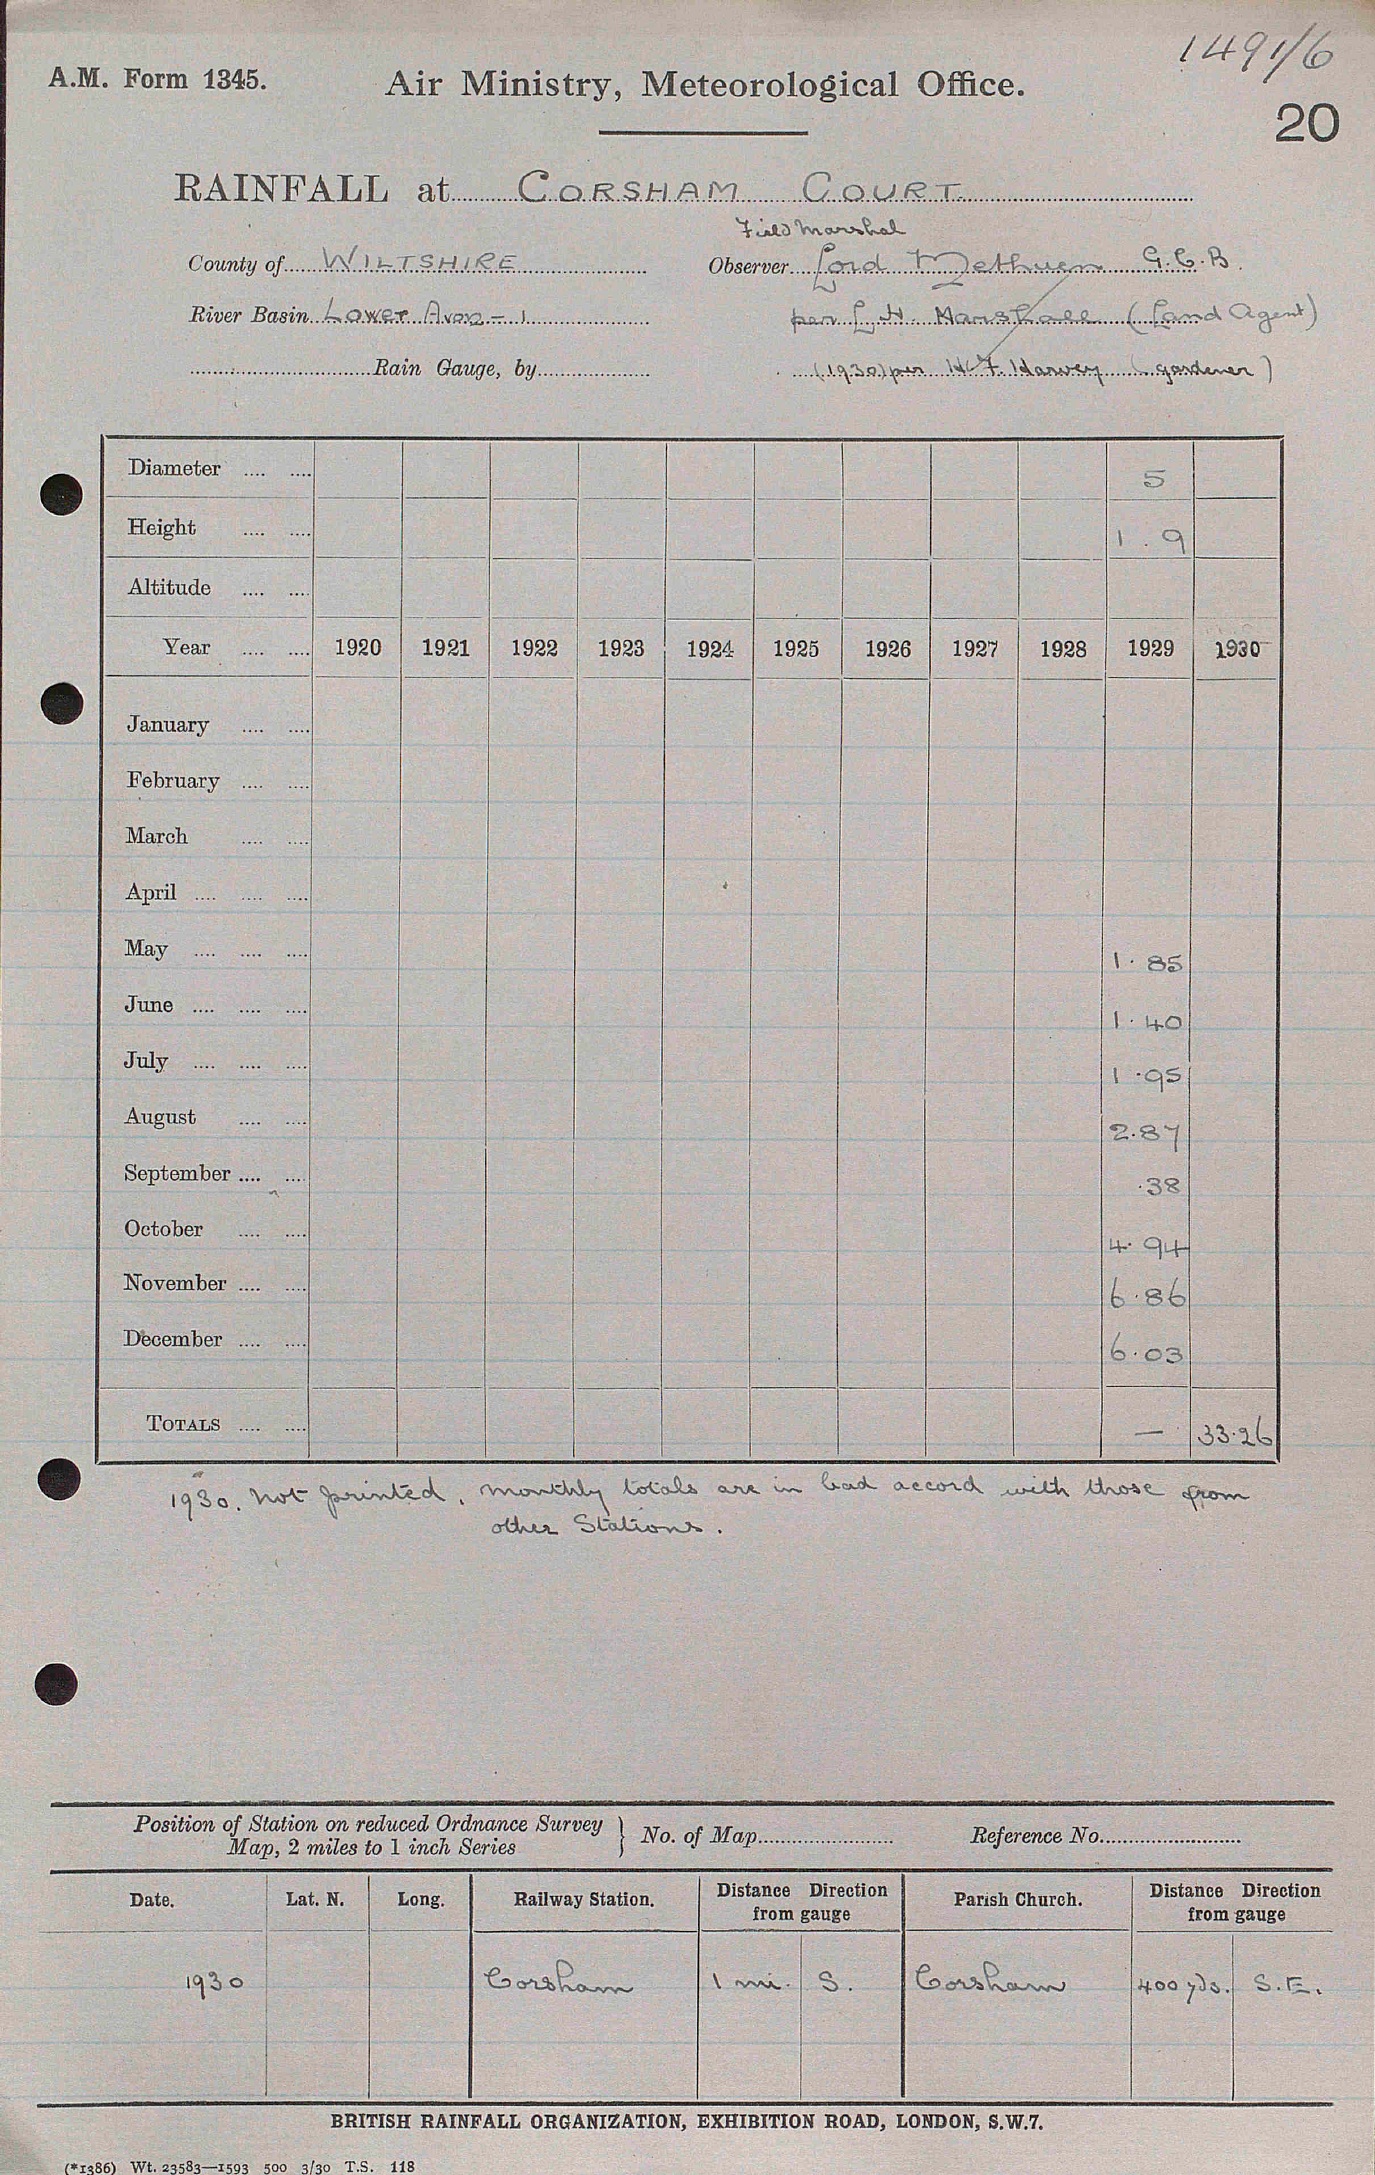 1491/6
A.M. Form 1345.
Air Ministry, Meteorological Office.
20
RAINFALL at CORSHAM COURT.
Field Marshal
County of WILTSHIRE Observer Lord Methuen G.C.B.
River Basin Lower Avon - 1 per L. H. Marshall (Land Agent)
Rain Gauge, by (1930) per W. F. Harvey (gardener)
Diameter 5
Height 1 . 9
Altitude
Year 1920 1921 1922 1923 1924 1925 1926 1927 1928 1929 1930
January
February
March
April
May 1.85
June 1.40
July 1.95
August 2.87
September .38
October 4.94
November 6.86
December 6.03
TOTALS — 33.26
1930. Not printed, monthly totals are in bad accord with those from
other Stations.
Position of Station on reduced Ordnance Survey
Map, 2 miles to 1 inch Series } No. of Map Reference No.
Date. Lat. N. Long. Railway Station. Distance Direction from gauge Parish Church. Distance Direction from gauge
1930 Corsham 1 mi. S. Corsham 400 yds. S.E.
BRITISH RAINFALL ORGANIZATION, EXHIBITION ROAD, LONDON, S.W.7.
(*1386) Wt. 23583—1593 500 3/30 T.S. 118